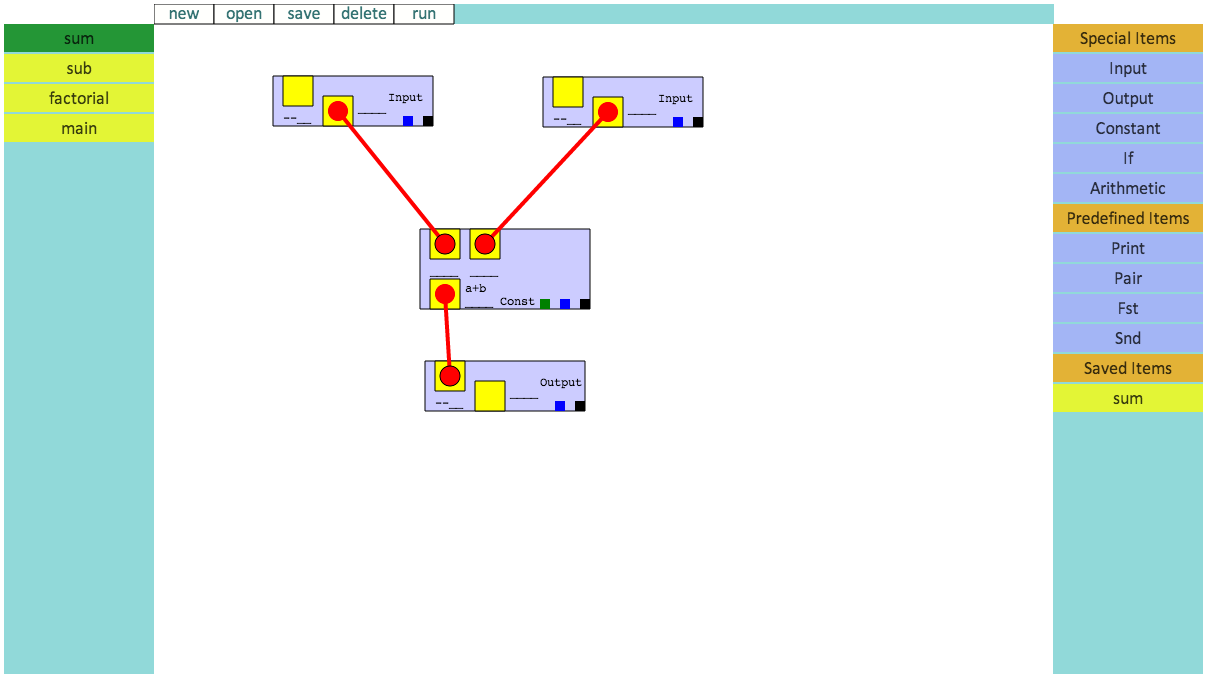 new open save delete run
sum
sub
factorial
main
Input
--__ ____
Input
--__ ____
____ ____
a+b
____ Const
Output
--__ ____
Special Items
Input
Output
Constant
If
Arithmetic
Predefined Items
Print
Pair
Fst
Snd
Saved Items
sum